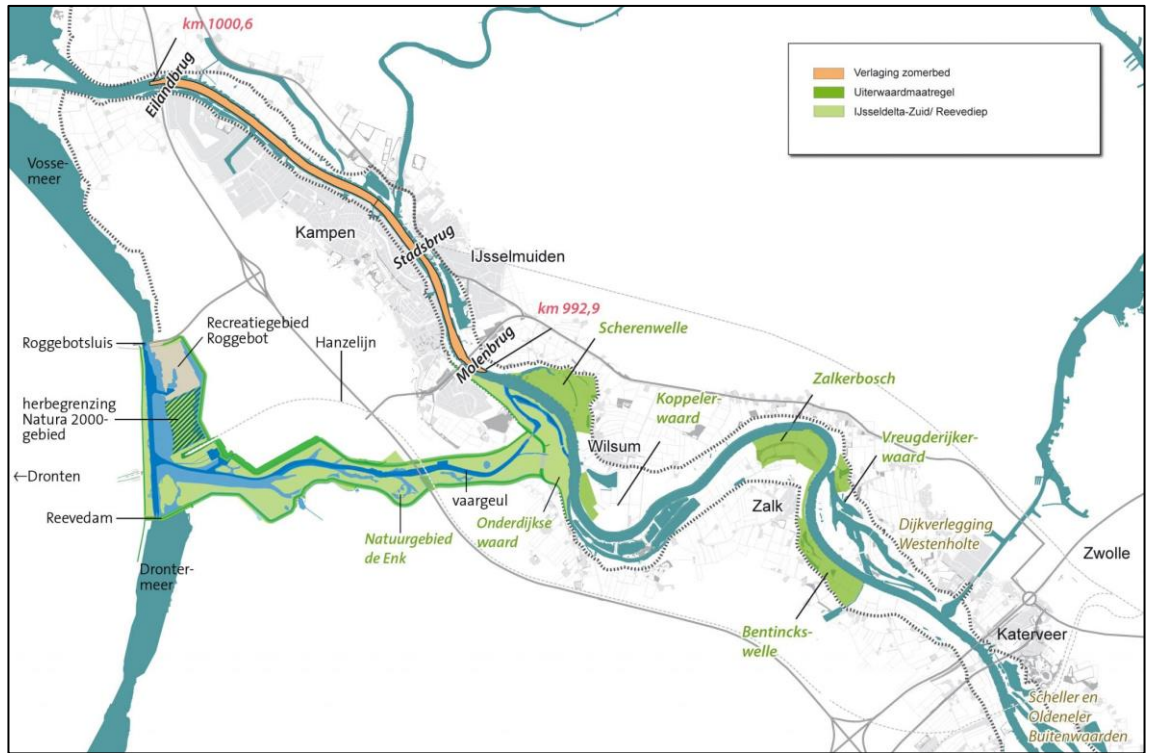 km 1000,6
Eilandbrug
Verlaging zomerbed
Uiterwaardmaatregel
IJsseldelta-Zuid/ Reevediep
Vosse-
meer
Kampen
Stadsbrug
IJsselmuiden
km 992,9
Molenbrug
Scherenwelle
Roggebotsluis
Recreatiegebied
Roggebot
Hanzelijn
Koppeler-
waard
Zalkerbosch
herbegrenzing
Natura 2000-
gebied
Wilsum
Vreugderijker-
waard
←Dronten
vaargeul
Onderdijkse
waard
Zalk
Reevedam
Natuurgebied
de Enk
Dijkverlegging
Westenholte
Zwolle
Dronter-
meer
Bentincks-
welle
Katerveer
Scheller en
Oldeneler
Buitenwaarden